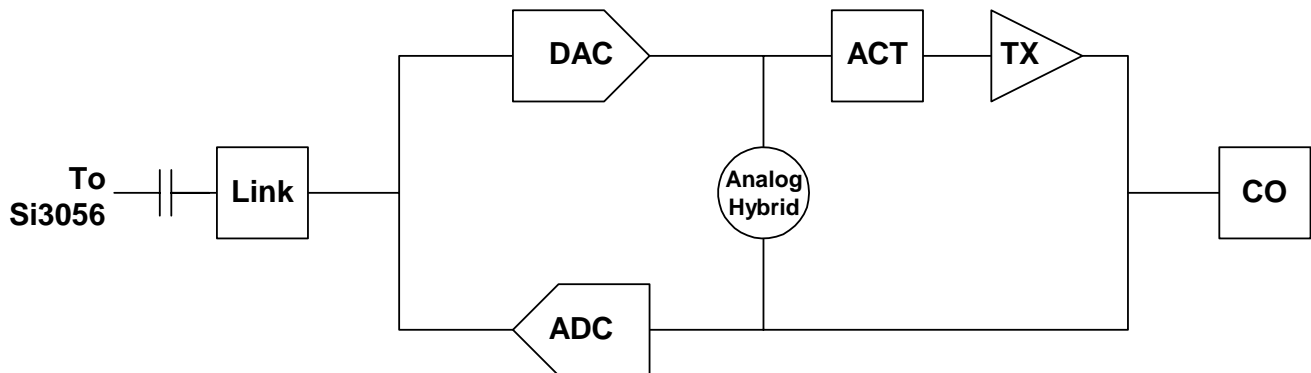 To
Si3056
Link
DAC
ACT
TX
Analog
Hybrid
ADC
CO